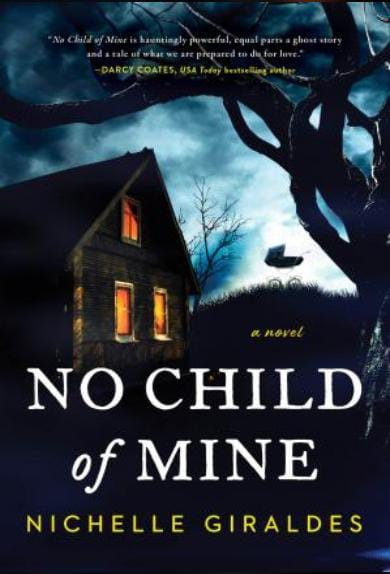 “No Child of Mine is hauntingly powerful, equal parts a ghost story
and a tale of what we are prepared to do for love.”
—DARCY COATES, USA Today bestselling author
a novel
NO CHILD
of MINE
NICHELLE GIRALDES